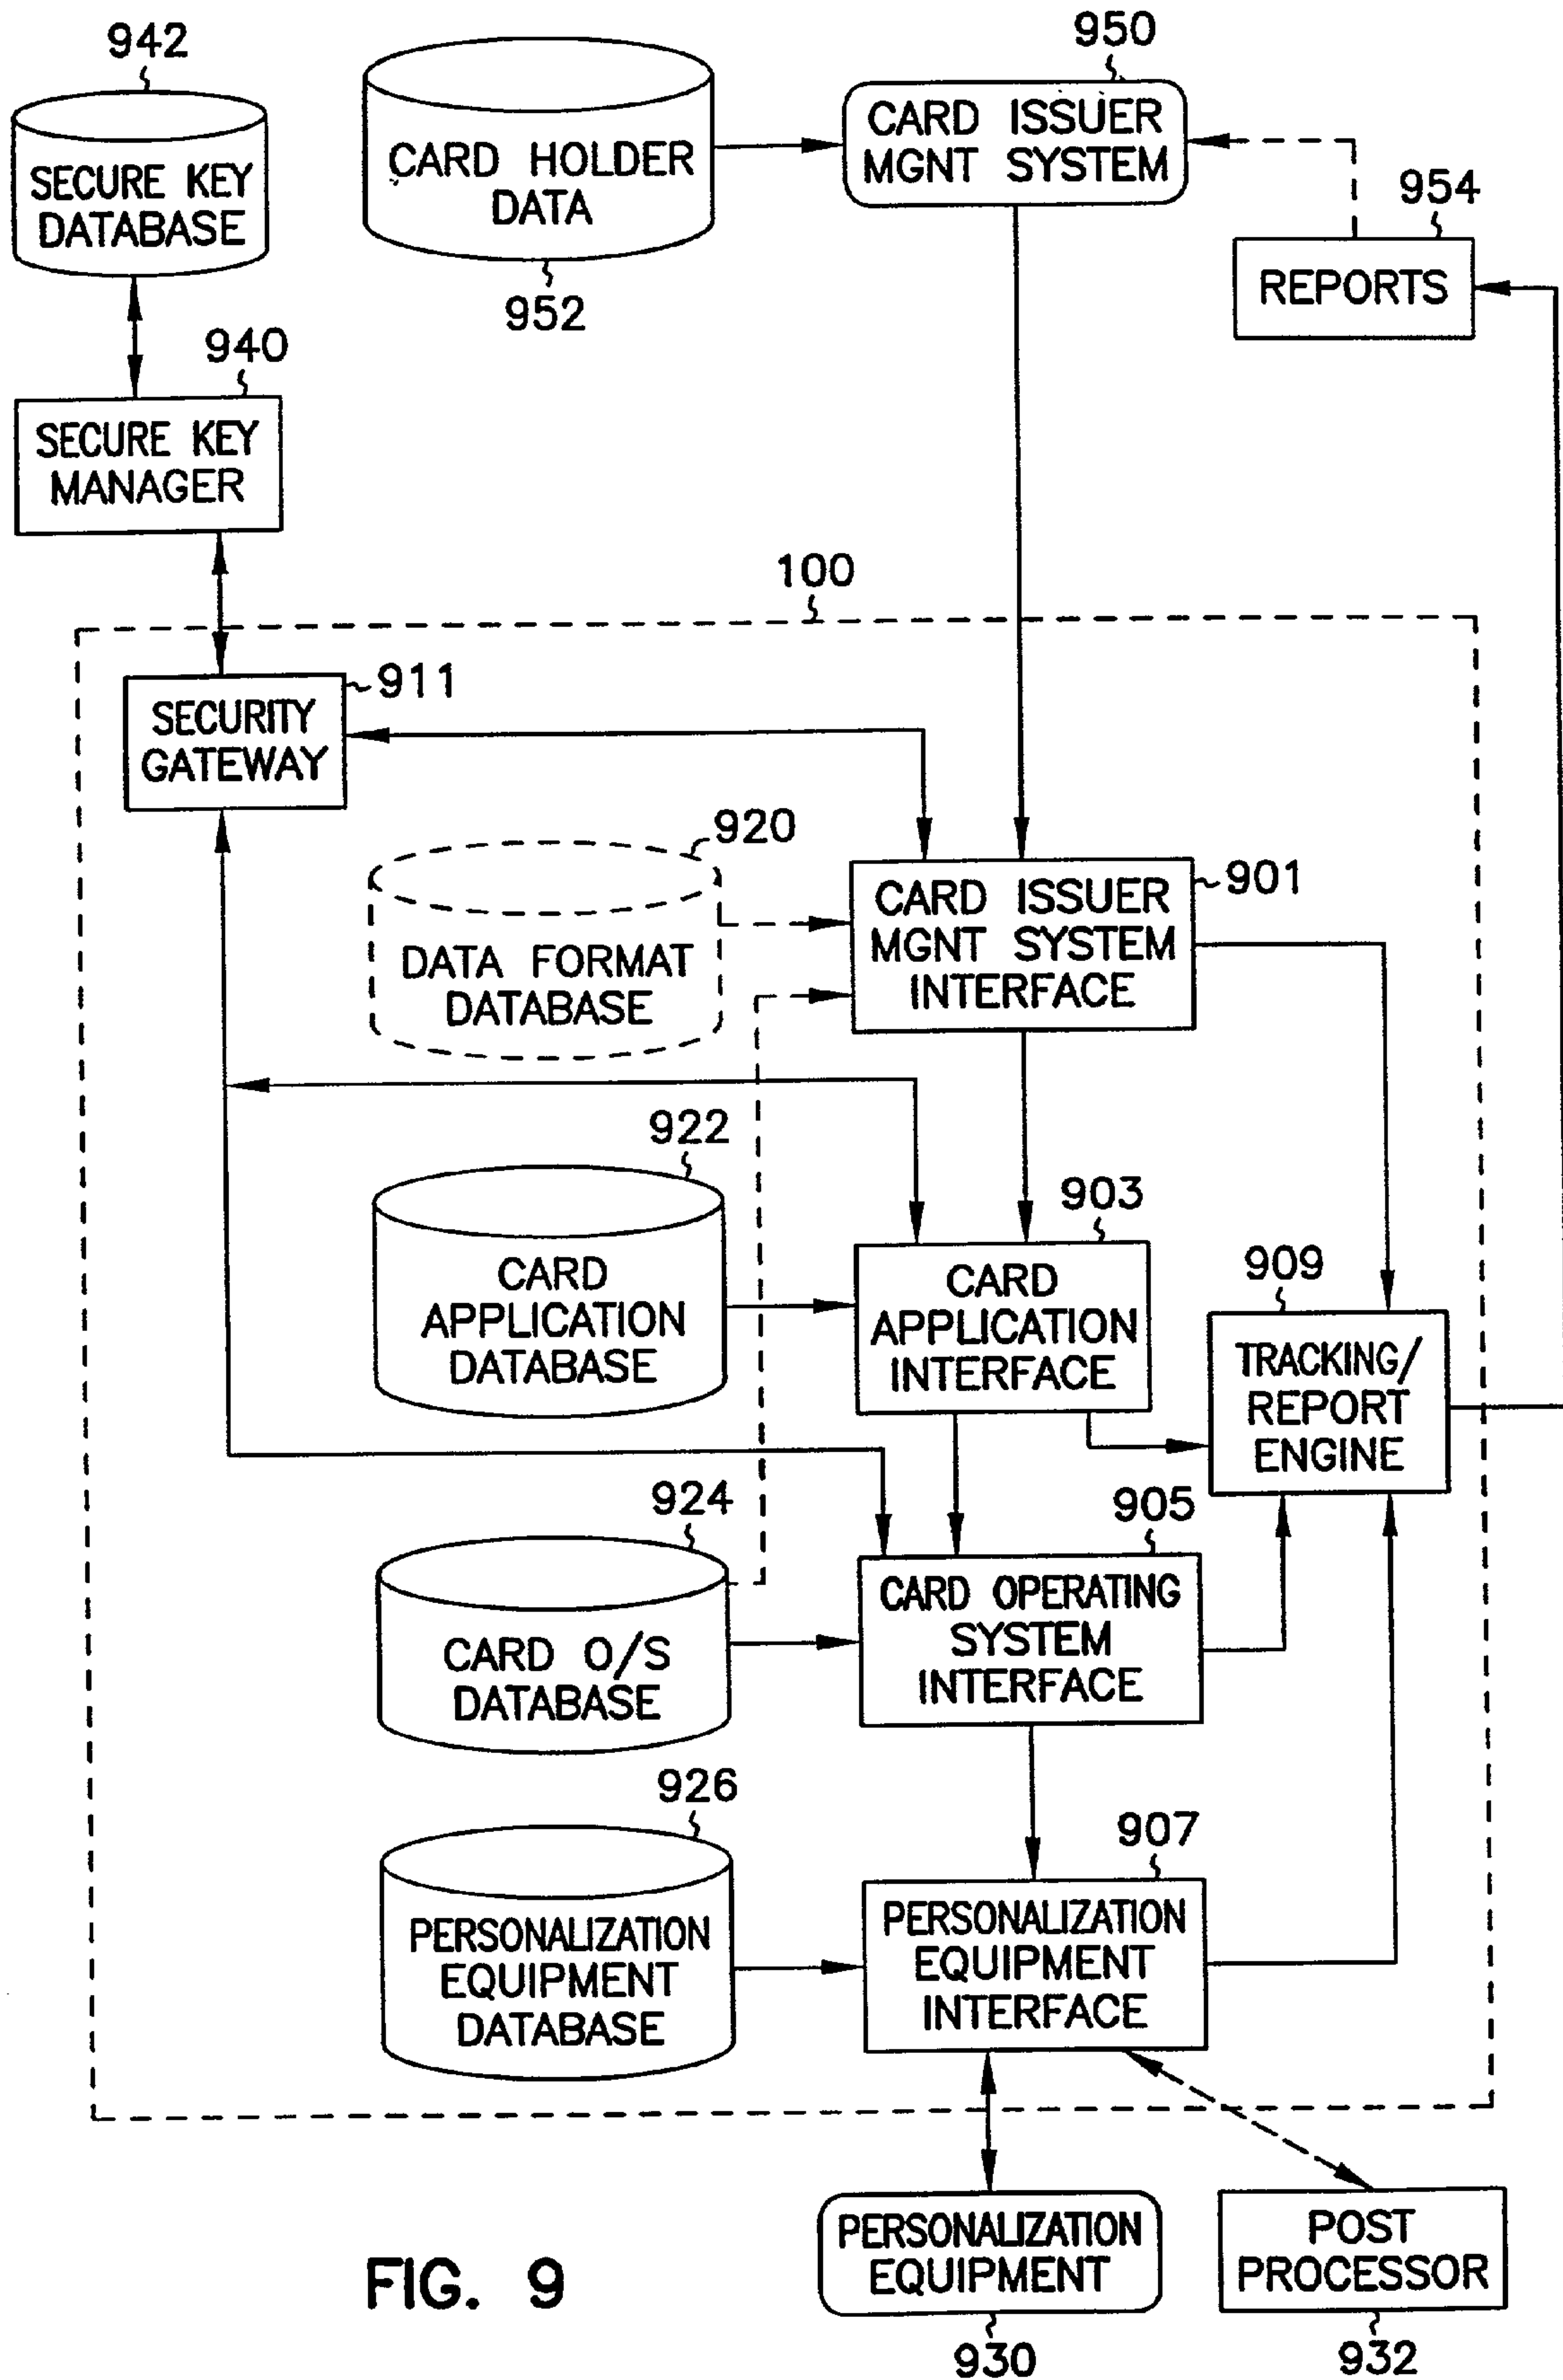 942
950
CARD ISSUER
MGNT SYSTEM
SECURE KEY
DATABASE
CARD HOLDER
DATA
954
REPORTS
952
940
SECURE KEY
MANAGER
100
911
SECURITY
GATEWAY
920
DATA FORMAT
DATABASE
901
CARD ISSUER
MGNT SYSTEM
INTERFACE
922
CARD
APPLICATION
DATABASE
903
CARD
APPLICATION
INTERFACE
909
TRACKING/
REPORT
ENGINE
924
CARD O/S
DATABASE
905
CARD OPERATING
SYSTEM
INTERFACE
926
PERSONALIZATION
EQUIPMENT
DATABASE
907
PERSONALIZATION
EQUIPMENT
INTERFACE
PERSONALIZATION
EQUIPMENT
930
POST
PROCESSOR
932
FIG. 9